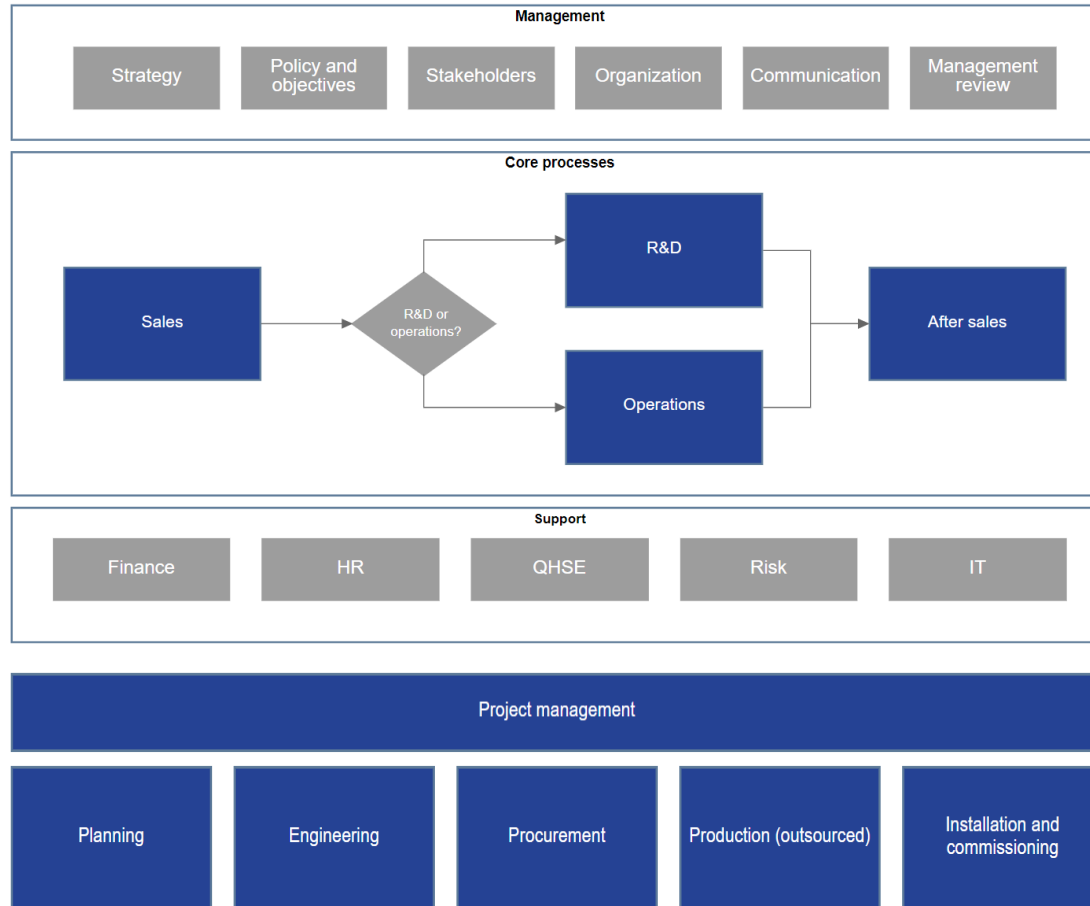 Management
Strategy
Policy and
objectives
Stakeholders
Organization
Communication
Management
review
Core processes
Sales
R&D or
operations?
R&D
Operations
After sales
Support
Finance
HR
QHSE
Risk
IT
Project management
Planning
Engineering
Procurement
Production (outsourced)
Installation and
commissioning